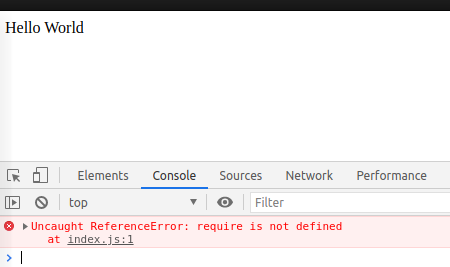 Hello World
Elements Console Sources Network Performance
top Filter
Uncaught ReferenceError: require is not defined
at index.js:1